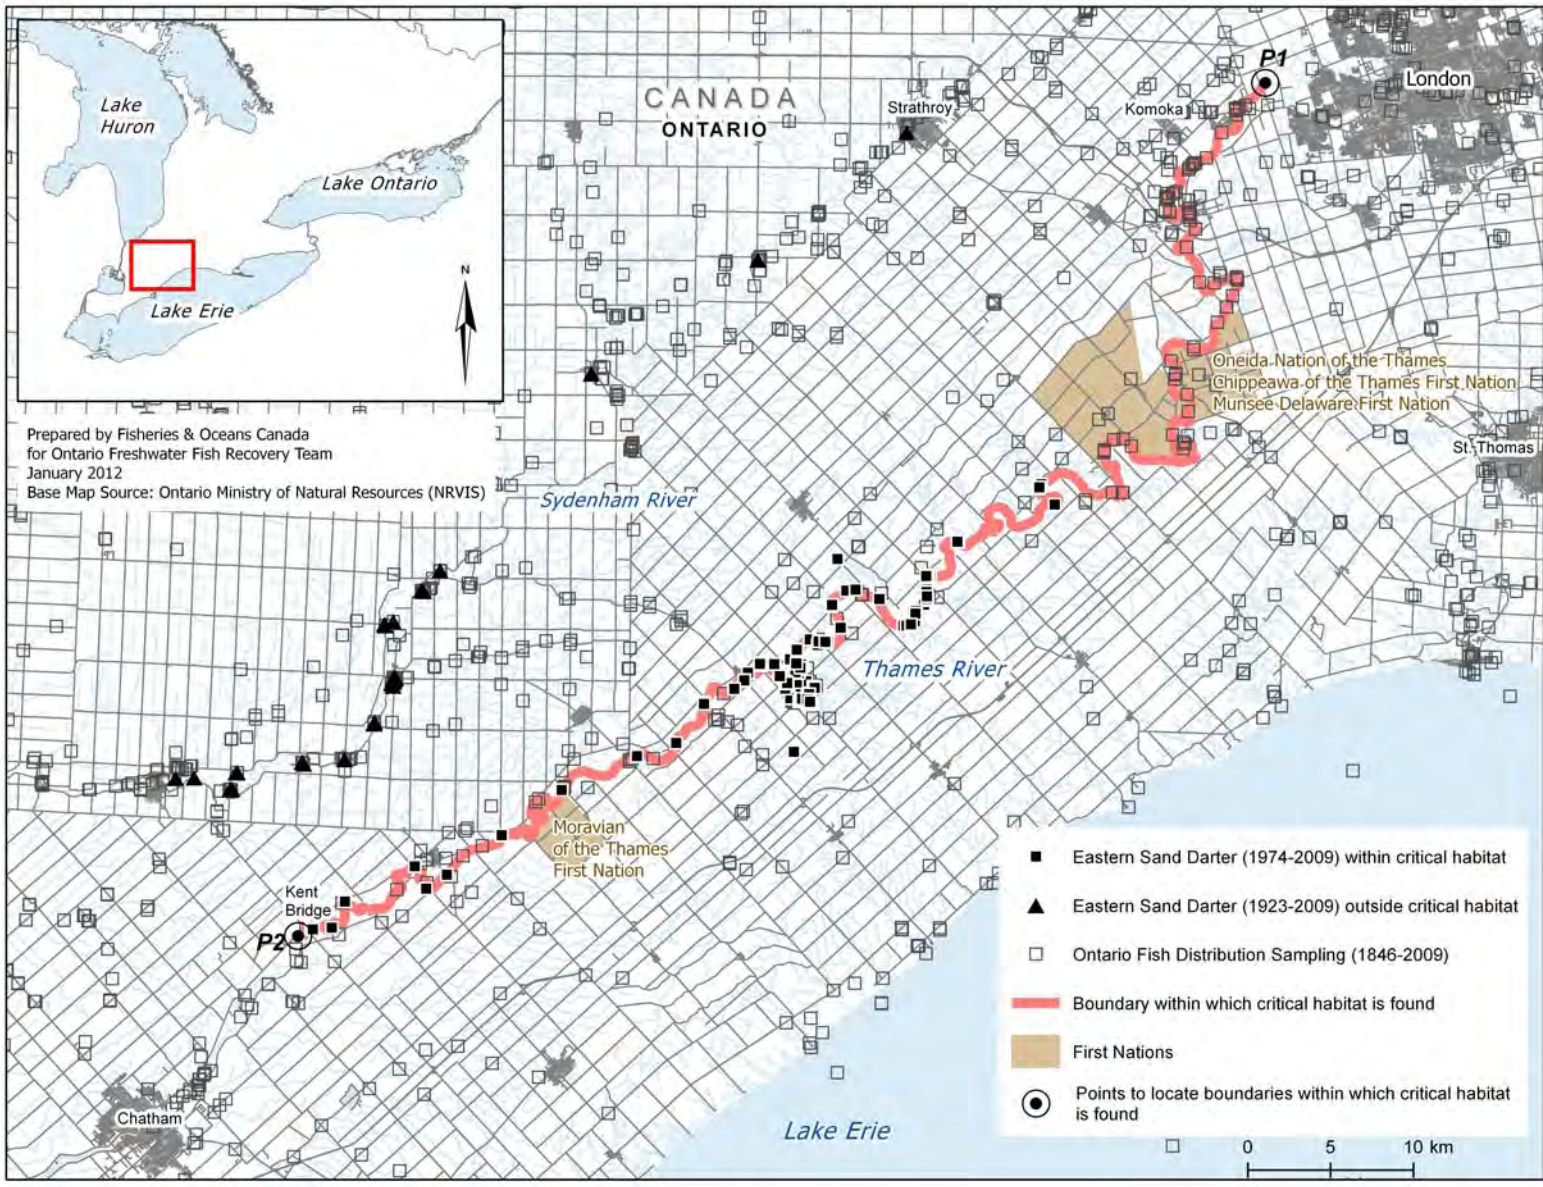 Lake
Huron
Lake Ontario
Lake Erie
N
Prepared by Fisheries & Oceans Canada
for Ontario Freshwater Fish Recovery Team
January 2012
Base Map Source: Ontario Ministry of Natural Resources (NRVIS)
CANADA
ONTARIO
Strathroy
Komoka
P1
London
Oneida Nation of the Thames
Chippeawa of the Thames First Nation
Munsee Delaware First Nation
St. Thomas
Sydenham River
Thames River
Moravian
of the Thames
First Nation
Kent
Bridge
P2
Chatham
Lake Erie
Eastern Sand Darter (1974-2009) within critical habitat
Eastern Sand Darter (1923-2009) outside critical habitat
Ontario Fish Distribution Sampling (1846-2009)
Boundary within which critical habitat is found
First Nations
Points to locate boundaries within which critical habitat
is found
0 5 10 km